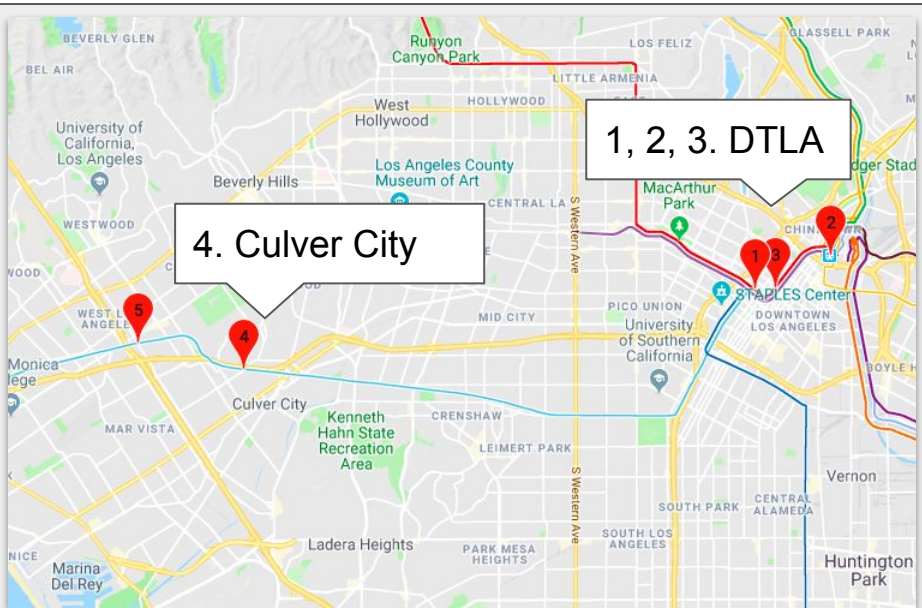 BEVERLY GLEN
Runyon
Canyon Park
LOS FELIZ
GLASSELL PARK
BEL AIR
LITTLE ARMENIA
West
Hollywood
HOLLYWOOD
University of
California,
Los Angeles
1, 2, 3. DTLA
Los Angeles County
Museum of Art
Beverly Hills
MacArthur
Park
CENTRAL LA
S Western Ave
WESTWOOD
4. Culver City
2
1
3
STAPLES Center
5
PICO UNION
DOWNTOWN
LOS ANGELES
MID CITY
University
of Southern
California
4
Culver City
Kenneth
Hahn State
Recreation
Area
CRENSHAW
MAR VISTA
LEIMERT PARK
S Western Ave
Vernon
SOUTH PARK
CENTRAL
ALAMEDA
SOUTH LOS
ANGELES
Ladera Heights
PARK MESA
HEIGHTS
Marina
Del Rey
Huntington
Park